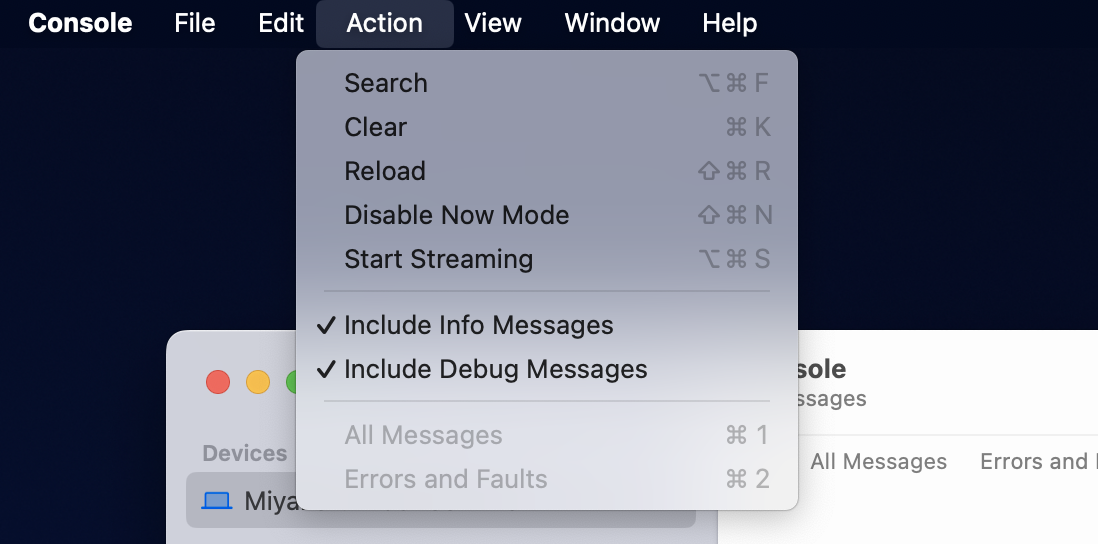 Console File Edit Action View Window Help
Search ⌥⌘F
Clear ⌘K
Reload ⇧⌘R
Disable Now Mode ⇧⌘N
Start Streaming ⌥⌘S
✓ Include Info Messages
✓ Include Debug Messages
All Messages ⌘1
Errors and Faults ⌘2
sole
ssages
Devices
All Messages Errors and
Miya